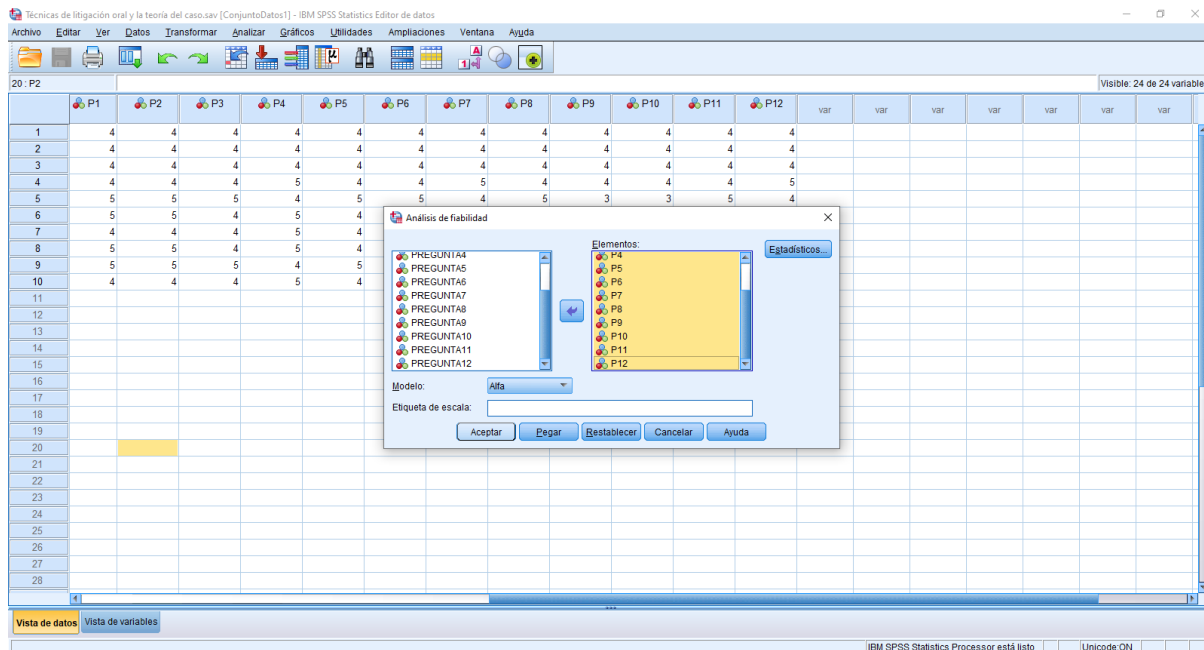 Técnicas de litigación oral y la teoría del caso.sav [ConjuntoDatos1] - IBM SPSS Statistics Editor de datos
Archivo Editar Ver Datos Transformar Analizar Gráficos Utilidades Ampliaciones Ventana Ayuda
20 : P2 Visible: 24 de 24 variable
P1 P2 P3 P4 P5 P6 P7 P8 P9 P10 P11 P12 var var var var var var var
1 4 4 4 4 4 4 4 4 4 4 4 4
2 4 4 4 4 4 4 4 4 4 4 4 4
3 4 4 4 4 4 4 4 4 4 4 4 4
4 4 4 4 5 4 4 5 4 4 4 4 5
5 5 5 5 4 5 5 4 5 3 3 5 4
6 5 5 4 5 4
7 4 4 4 5 4
8 5 5 4 5 4
9 5 5 5 4 5
10 4 4 4 5 4
11
12
13
14
15
16
17
18
19
20
21
22
23
24
25
26
27
28
Análisis de fiabilidad
Elementos:
Estadísticos...
PREGUNTA4
PREGUNTA5
PREGUNTA6
PREGUNTA7
PREGUNTA8
PREGUNTA9
PREGUNTA10
PREGUNTA11
PREGUNTA12
P4
P5
P6
P7
P8
P9
P10
P11
P12
Modelo: Alfa
Etiqueta de escala:
Aceptar Pegar Restablecer Cancelar Ayuda
Vista de datos Vista de variables
IBM SPSS Statistics Processor está listo Unicode:ON